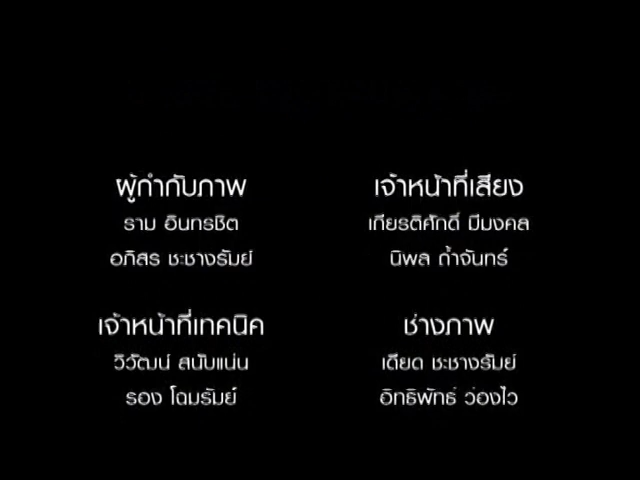 ผู้กำกับภาพ
ราม อินทรชิต
อภิสร ชะชางรัมย์
เจ้าหน้าที่เสียง
เกียรติศักดิ์ มีมงคล
นิพล ถ้ำจันทร์
เจ้าหน้าที่เทคนิค
วิวัฒน์ สนับแน่น
รอง โฉมรัมย์
ช่างภาพ
เดียด ชะชางรัมย์
อิทธิพัทธ์ ว่องไว